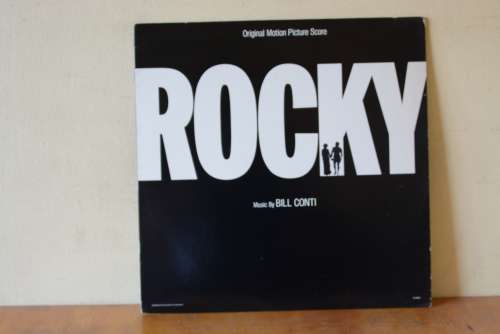 Original Motion Picture Score
ROCKY
Music By BILL CONTI